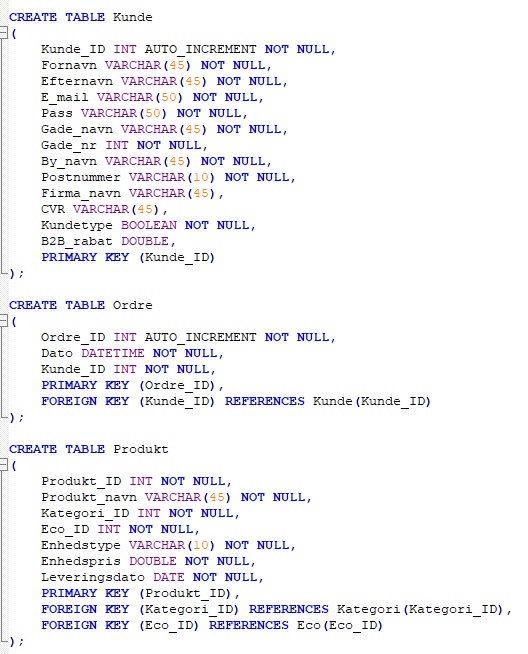 CREATE TABLE Kunde
(
Kunde_ID INT AUTO_INCREMENT NOT NULL,
Fornavn VARCHAR(45) NOT NULL,
Efternavn VARCHAR(45) NOT NULL,
E_mail VARCHAR(50) NOT NULL,
Pass VARCHAR(50) NOT NULL,
Gade_navn VARCHAR(45) NOT NULL,
Gade_nr INT NOT NULL,
By_navn VARCHAR(45) NOT NULL,
Postnummer VARCHAR(10) NOT NULL,
Firma_navn VARCHAR(45),
CVR VARCHAR(45),
Kundetype BOOLEAN NOT NULL,
B2B_rabat DOUBLE,
PRIMARY KEY (Kunde_ID)
);
CREATE TABLE Ordre
(
Ordre_ID INT AUTO_INCREMENT NOT NULL,
Dato DATETIME NOT NULL,
Kunde_ID INT NOT NULL,
PRIMARY KEY (Ordre_ID),
FOREIGN KEY (Kunde_ID) REFERENCES Kunde(Kunde_ID)
);
CREATE TABLE Produkt
(
Produkt_ID INT NOT NULL,
Produkt_navn VARCHAR(45) NOT NULL,
Kategori_ID INT NOT NULL,
Eco_ID INT NOT NULL,
Enhedstype VARCHAR(10) NOT NULL,
Enhedspris DOUBLE NOT NULL,
Leveringsdato DATE NOT NULL,
PRIMARY KEY (Produkt_ID),
FOREIGN KEY (Kategori_ID) REFERENCES Kategori(Kategori_ID),
FOREIGN KEY (Eco_ID) REFERENCES Eco(Eco_ID)
);